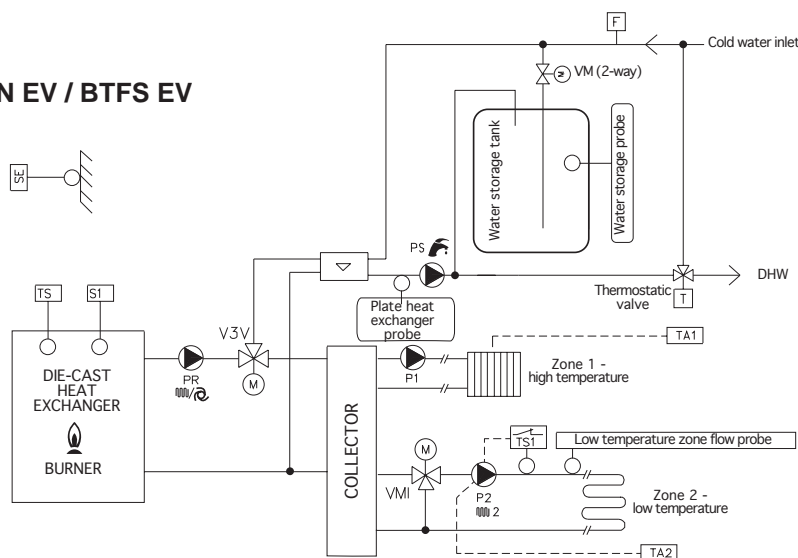 F
Cold water inlet
VM (2-way)
N EV / BTFS EV
Water storage tank
Water storage probe
SE
PS
DHW
Thermostatic
valve
T
TS
S1
Plate heat
exchanger
probe
V3V
TA1
DIE-CAST
HEAT
EXCHANGER
PR
M
P1
Zone 1 -
high temperature
BURNER
COLLECTOR
M
TS1
Low temperature zone flow probe
VMI
P2
2
Zone 2 -
low temperature
TA2